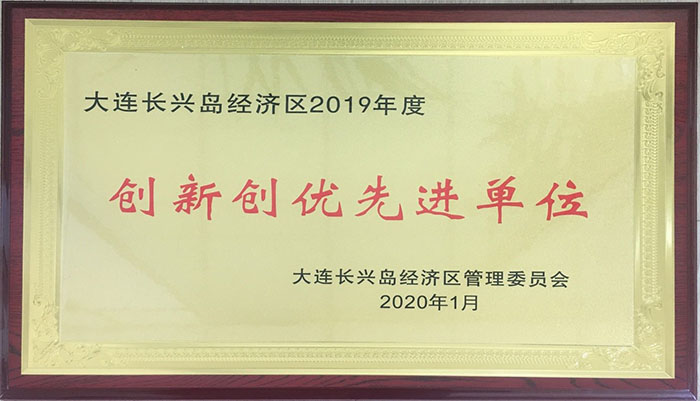 大连长兴岛经济区2019年度
创新创优先进单位
大连长兴岛经济区管理委员会
2020年1月